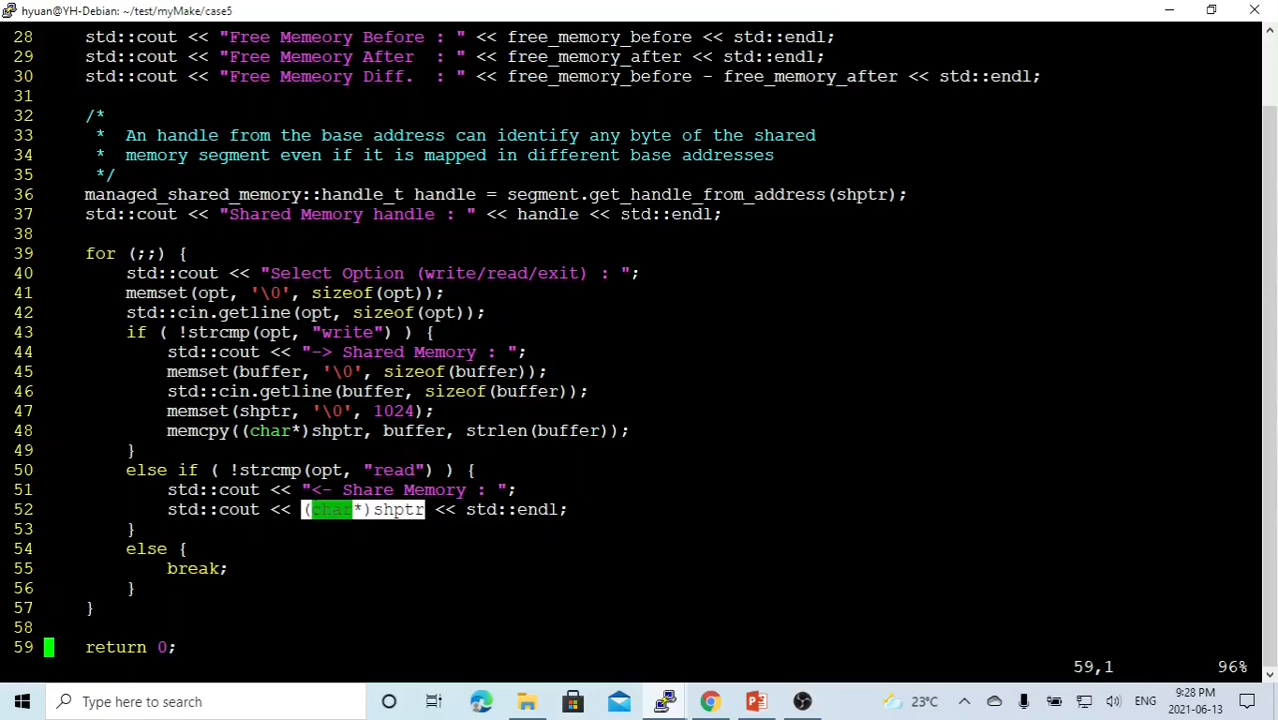 hyuan@YH-Debian: ~/test/myMake/case5
28 std::cout << "Free Memeory Before : " << free_memory_before << std::endl;
29 std::cout << "Free Memeory After  : " << free_memory_after << std::endl;
30 std::cout << "Free Memeory Diff.  : " << free_memory_before - free_memory_after << std::endl;
31
32 /*
33 * An handle from the base address can identify any byte of the shared
34 * memory segment even if it is mapped in different base addresses
35 */
36 managed_shared_memory::handle_t handle = segment.get_handle_from_address(shptr);
37 std::cout << "Shared Memory handle : " << handle << std::endl;
38
39 for (;;) {
40 std::cout << "Select Option (write/read/exit) : ";
41 memset(opt, '\0', sizeof(opt));
42 std::cin.getline(opt, sizeof(opt));
43 if ( !strcmp(opt, "write") ) {
44 std::cout << "-> Shared Memory : ";
45 memset(buffer, '\0', sizeof(buffer));
46 std::cin.getline(buffer, sizeof(buffer));
47 memset(shptr, '\0', 1024);
48 memcpy((char*)shptr, buffer, strlen(buffer));
49 }
50 else if ( !strcmp(opt, "read") ) {
51 std::cout << "<- Share Memory : ";
52 std::cout << (char*)shptr << std::endl;
53 }
54 else {
55 break;
56 }
57 }
58
59 return 0;
59,1 96%
Type here to search
23°C
ENG
9:28 PM
2021-06-13